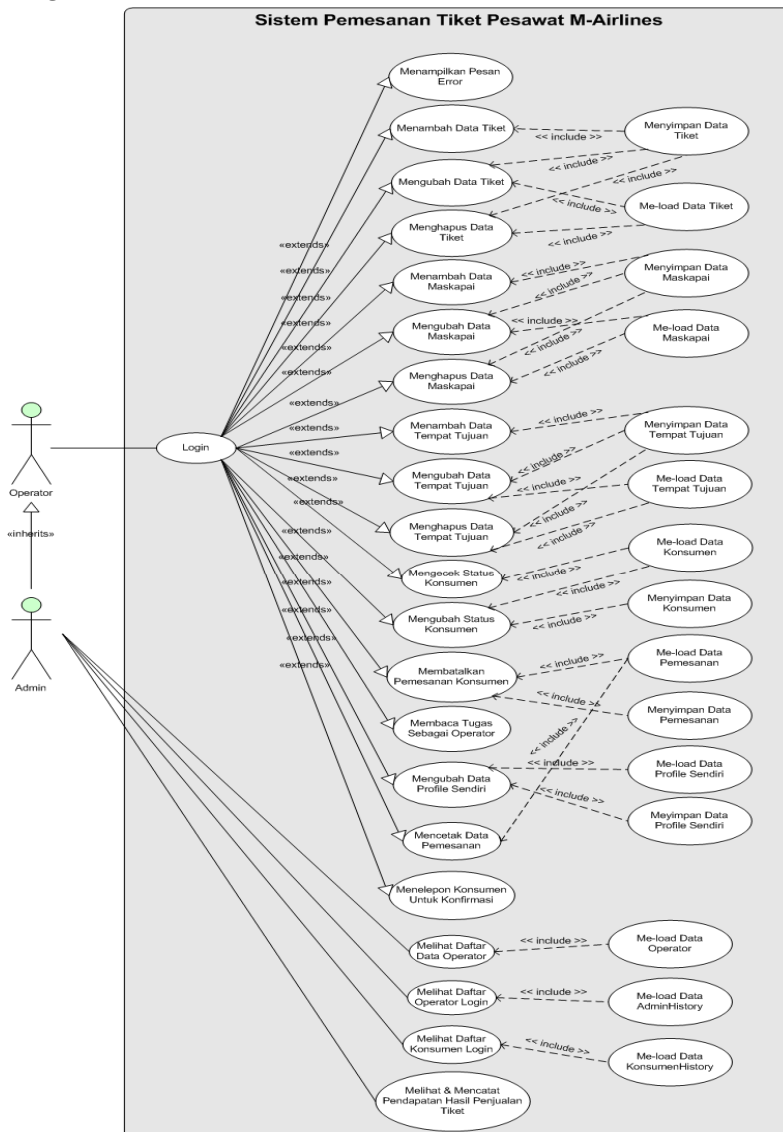 Sistem Pemesanan Tiket Pesawat M-Airlines
Menampilkan Pesan
Error
Menambah Data Tiket
<< include >>
Menyimpan Data
Tiket
<< include >>
Mengubah Data Tiket
<< include >>
Me-load Data Tiket
Menghapus Data
Tiket
<< include >>
«extends»
«extends»
Menambah Data
Maskapai
<< include >>
Menyimpan Data
Maskapai
<< include >>
«extends»
Mengubah Data
Maskapai
<< include >>
Me-load Data
Maskapai
«extends»
<< include >>
«extends»
Menghapus Data
Maskapai
<< include >>
«extends»
Menambah Data
Tempat Tujuan
<< include >>
Menyimpan Data
Tempat Tujuan
Operator
Login
«extends»
<< include >>
Mengubah Data
Tempat Tujuan
<< include >>
Me-load Data
Tempat Tujuan
«extends»
Menghapus Data
Tempat Tujuan
<< include >>
<< include >>
«inherits»
«extends»
Me-load Data
Konsumen
Mengecek Status
Konsumen
<< include >>
«extends»
<< include >>
Menyimpan Data
Konsumen
«extends»
Mengubah Status
Konsumen
<< include >>
«extends»
«extends»
Me-load Data
Pemesanan
Admin
Membatalkan
Pemesanan Konsumen
<< include >>
<< include >>
Menyimpan Data
Pemesanan
Membaca Tugas
Sebagai Operator
<< include >>
Mengubah Data
Profile Sendiri
<< include >>
Me-load Data
Profile Sendiri
<< include >>
Meyimpan Data
Profile Sendiri
Mencetak Data
Pemesanan
Menelepon Konsumen
Untuk Konfirmasi
Melihat Daftar
Data Operator
<< include >>
Me-load Data
Operator
Melihat Daftar
Operator Login
<< include >>
Me-load Data
AdminHistory
Melihat Daftar
Konsumen Login
<< include >>
Me-load Data
KonsumenHistory
Melihat & Mencatat
Pendapatan Hasil Penjualan
Tiket